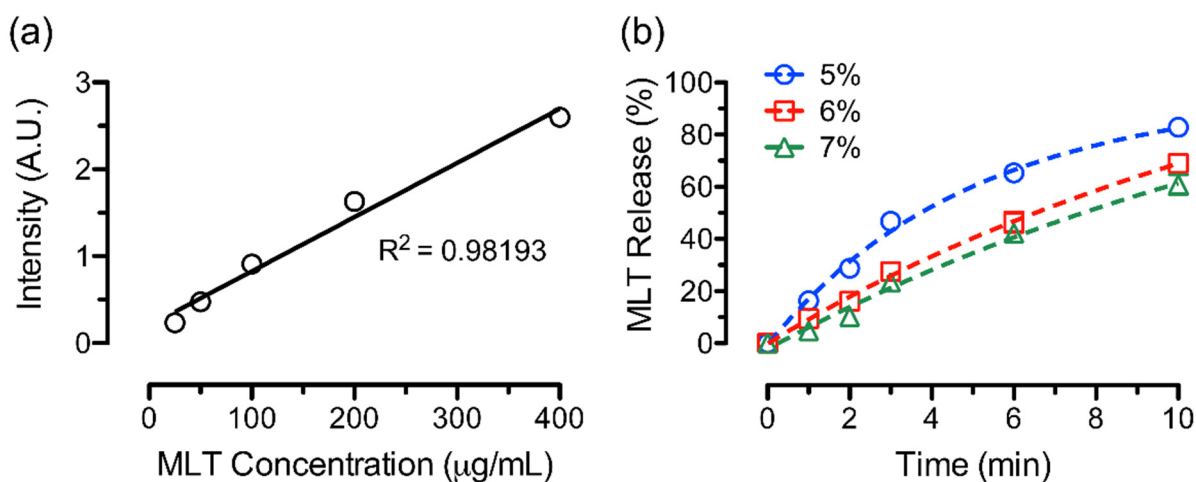 (a)
3
2
1
0
Intensity (A.U.)
R² = 0.98193
0 100 200 300 400
MLT Concentration (μg/mL)
(b)
5%
6%
7%
100
80
60
40
20
0
MLT Release (%)
0 2 4 6 8 10
Time (min)